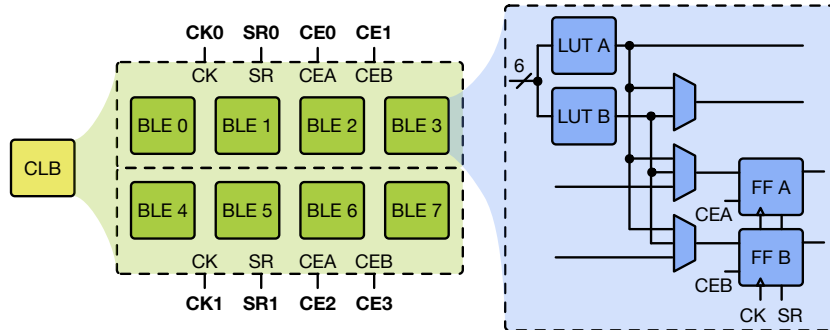 CK0 SR0 CE0 CE1
CK SR CEA CEB
BLE 0 BLE 1 BLE 2 BLE 3
CLB
BLE 4 BLE 5 BLE 6 BLE 7
CK SR CEA CEB
CK1 SR1 CE2 CE3
LUT A
6
LUT B
FF A
CEA
FF B
CEB
CK SR